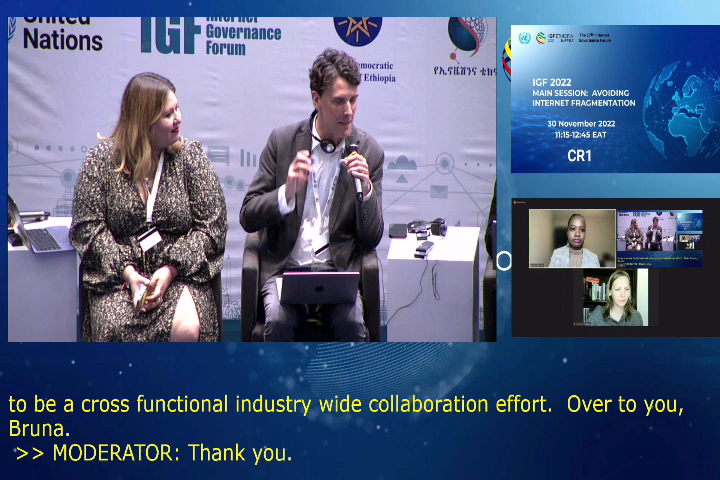 United
Nations
IGF
Internet
Governance
Forum
Democratic
of Ethiopia
የኢኖቬሽንና ቴክኖ
IGF 2022
MAIN SESSION: AVOIDING
INTERNET FRAGMENTATION
30 November 2022
11:15-12:45 EAT
CR1
to be a cross functional industry wide collaboration effort. Over to you,
Bruna.
>> MODERATOR: Thank you.